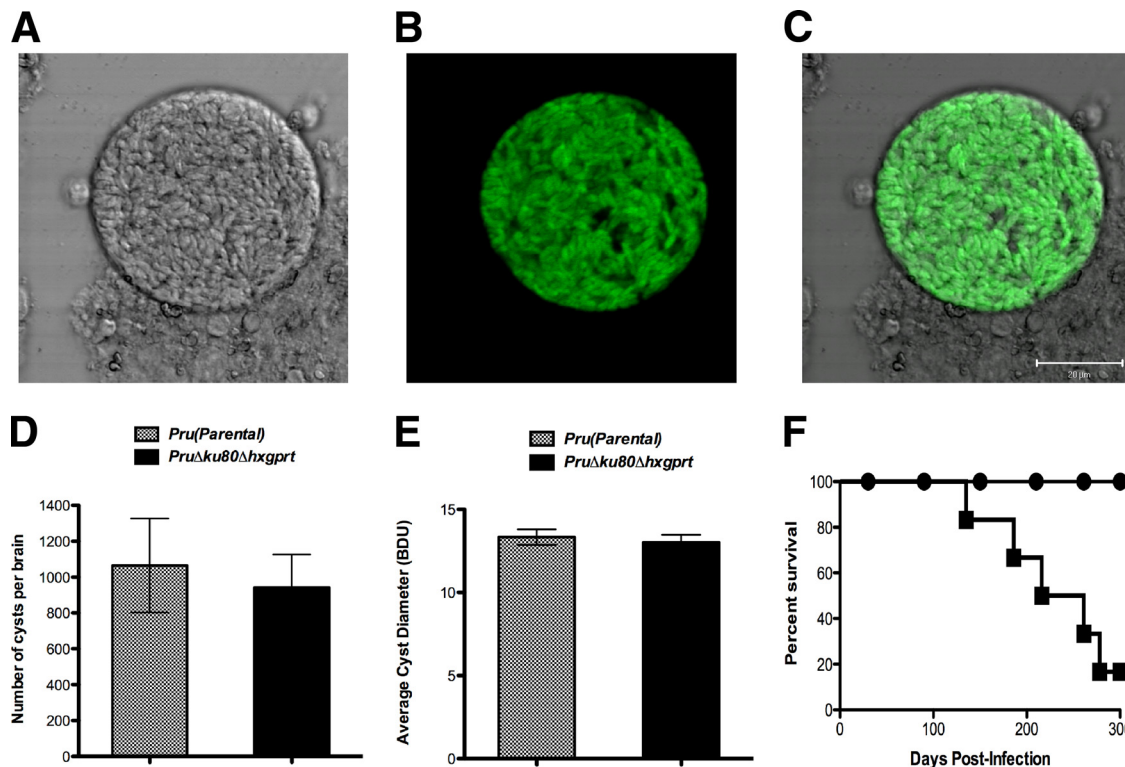 A
B
C
20 µm
D
Pru(Parental)
PruΔku80Δhxgprt
Number of cysts per brain
1400
1200
1000
800
600
400
200
0
E
Pru(Parental)
PruΔku80Δhxgprt
Average Cyst Diameter (BDU)
15
10
5
0
F
Percent survival
100
80
60
40
20
0
0 100 200 30
Days Post-Infection